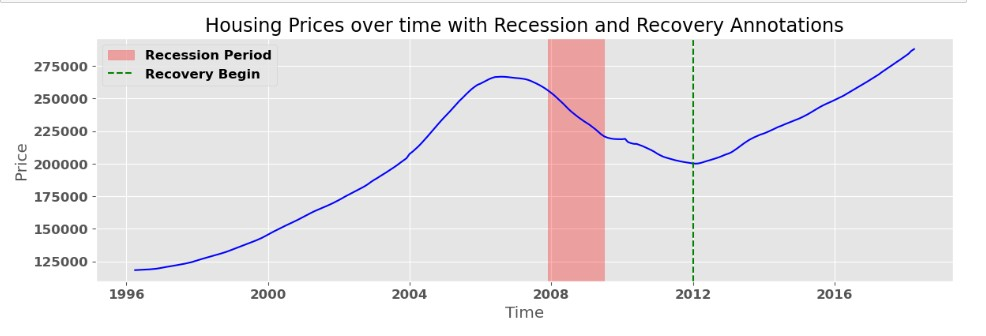 Housing Prices over time with Recession and Recovery Annotations
Recession Period
Recovery Begin
Price
275000
250000
225000
200000
175000
150000
125000
1996 2000 2004 2008 2012 2016
Time